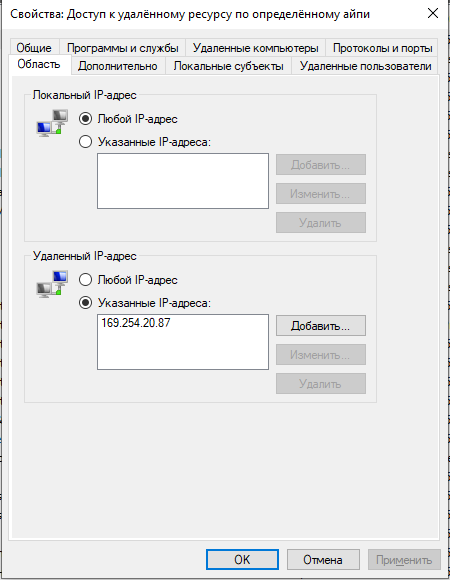 Свойства: Доступ к удалённому ресурсу по определённому айпи
Общие
Программы и службы
Удаленные компьютеры
Протоколы и порты
Область
Дополнительно
Локальные субъекты
Удаленные пользователи
Локальный IP-адрес
Любой IP-адрес
Указанные IP-адреса:
Добавить...
Изменить...
Удалить
Удаленный IP-адрес
Любой IP-адрес
Указанные IP-адреса:
169.254.20.87
Добавить...
Изменить...
Удалить
OK
Отмена
Применить